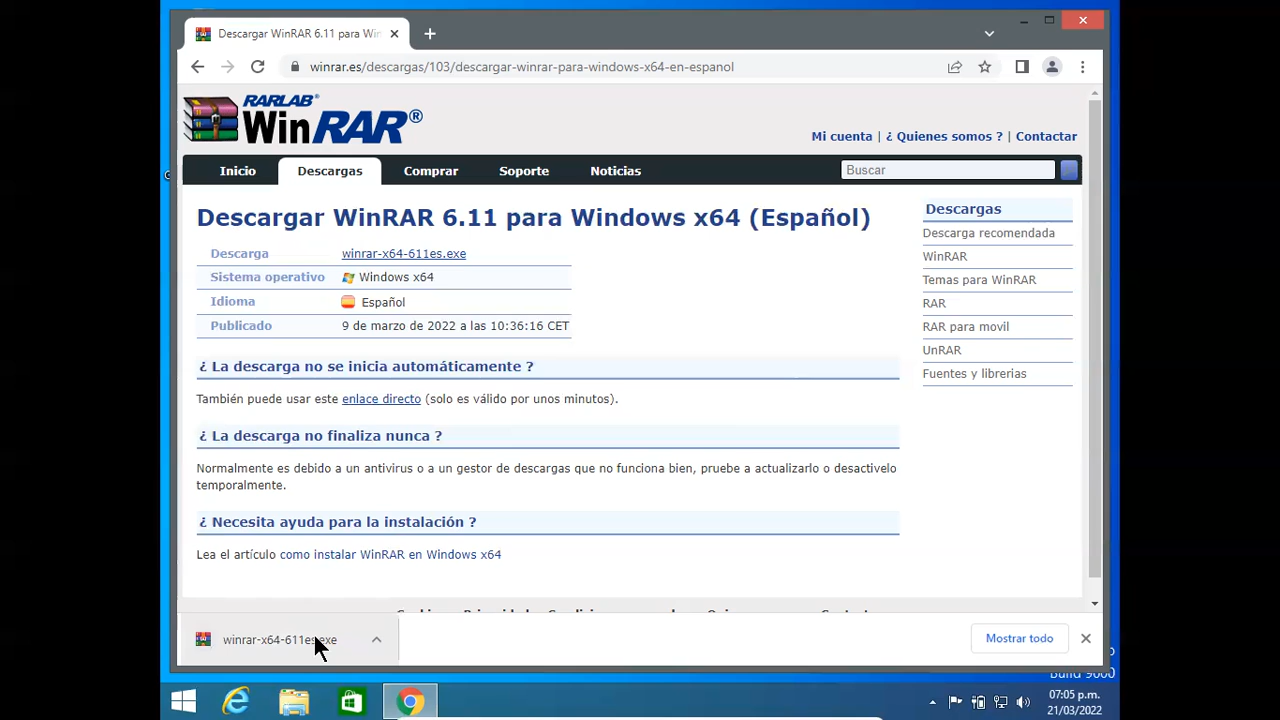 Descargar WinRAR 6.11 para Win
winrar.es/descargas/103/descargar-winrar-para-windows-x64-en-espanol
RARLAB®
WinRAR®
Mi cuenta | ¿ Quienes somos ? | Contactar
Inicio Descargas Comprar Soporte Noticias Buscar
Descargar WinRAR 6.11 para Windows x64 (Español)
Descarga winrar-x64-611es.exe
Sistema operativo Windows x64
Idioma Español
Publicado 9 de marzo de 2022 a las 10:36:16 CET
¿ La descarga no se inicia automáticamente ?
También puede usar este enlace directo (solo es válido por unos minutos).
¿ La descarga no finaliza nunca ?
Normalmente es debido a un antivirus o a un gestor de descargas que no funciona bien, pruebe a actualizarlo o desactivelo
temporalmente.
¿ Necesita ayuda para la instalación ?
Lea el artículo como instalar WinRAR en Windows x64
Descargas
Descarga recomendada
WinRAR
Temas para WinRAR
RAR
RAR para movil
UnRAR
Fuentes y librerias
winrar-x64-611es.exe
Mostrar todo
Build 9600
07:05 p.m.
21/03/2022